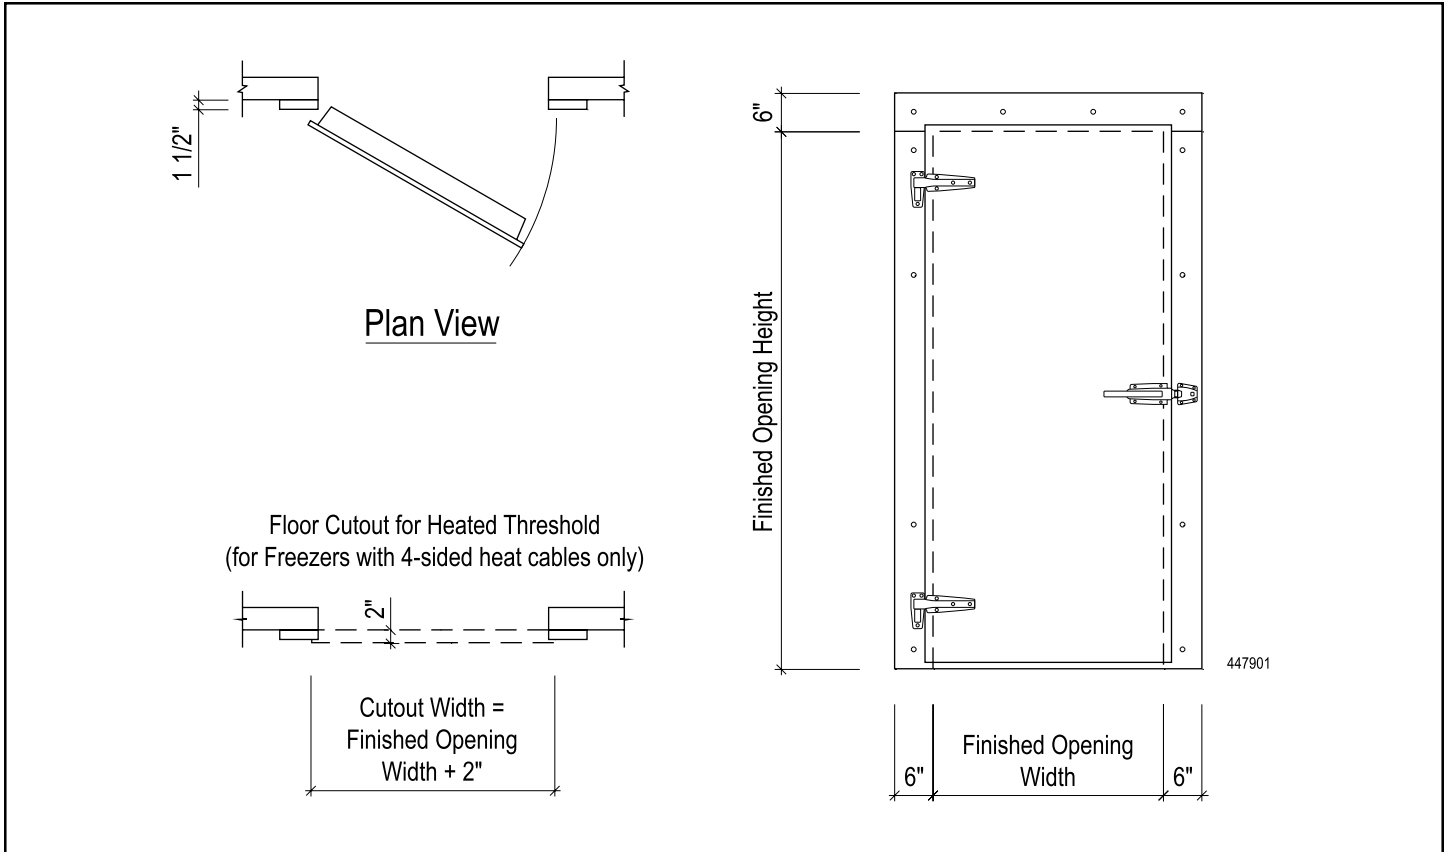 1 1/2"
Plan View
Floor Cutout for Heated Threshold
(for Freezers with 4-sided heat cables only)
2"
Cutout Width =
Finished Opening
Width + 2"
6"
Finished Opening Height
447901
6"
Finished Opening
Width
6"